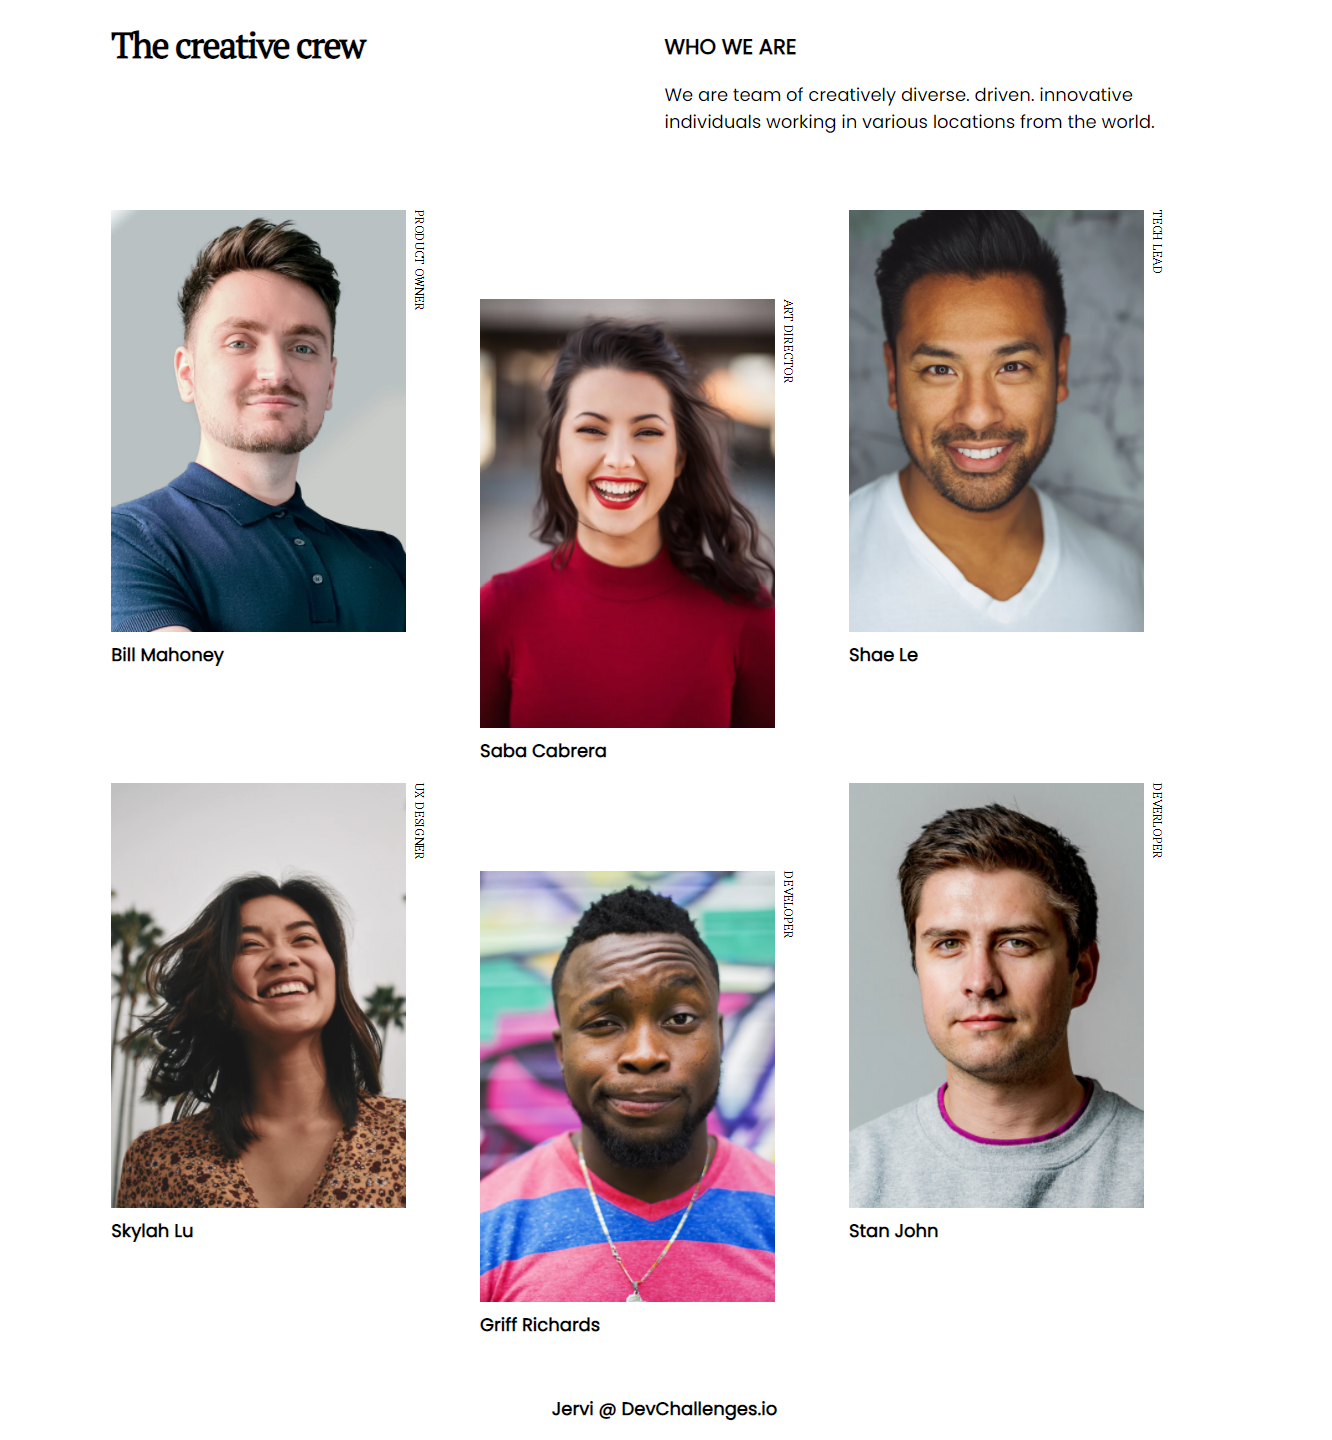 The creative crew
WHO WE ARE
We are team of creatively diverse. driven. innovative
individuals working in various locations from the world.
PRODUCT OWNER
Bill Mahoney
ART DIRECTOR
Saba Cabrera
TECH LEAD
Shae Le
UX DESIGNER
Skylah Lu
DEVELOPER
Griff Richards
DEVERLOPER
Stan John
Jervi @ DevChallenges.io